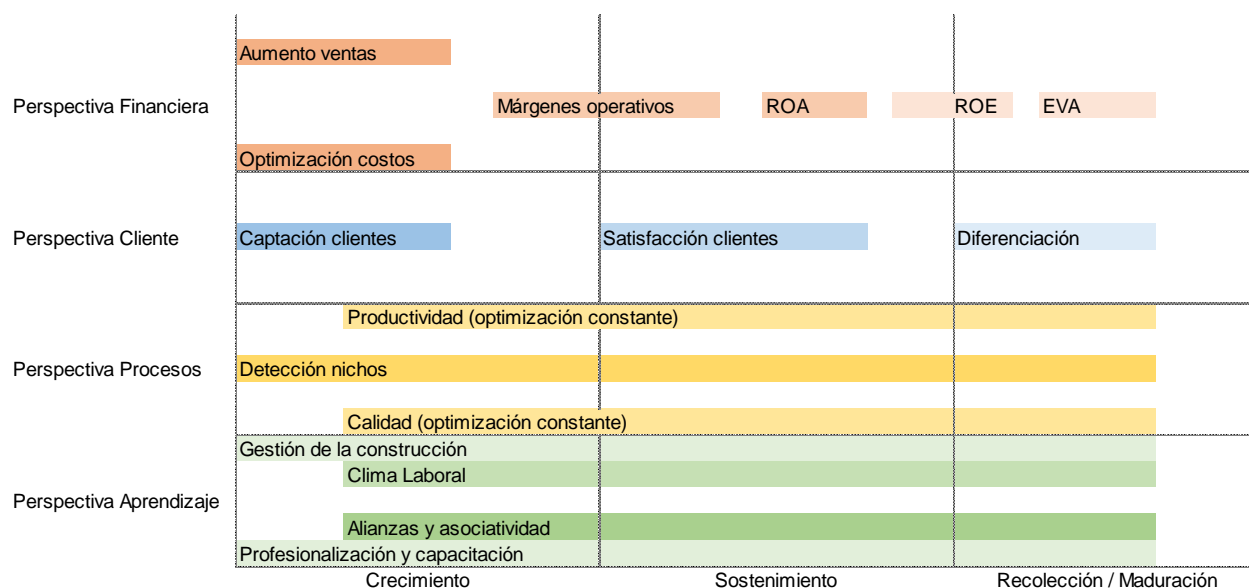 Aumento ventas
Perspectiva Financiera
Márgenes operativos
ROA
ROE
EVA
Optimización costos
Perspectiva Cliente
Captación clientes
Satisfacción clientes
Diferenciación
Productividad (optimización constante)
Perspectiva Procesos
Detección nichos
Calidad (optimización constante)
Gestión de la construcción
Clima Laboral
Perspectiva Aprendizaje
Alianzas y asociatividad
Profesionalización y capacitación
Crecimiento
Sostenimiento
Recolección / Maduración